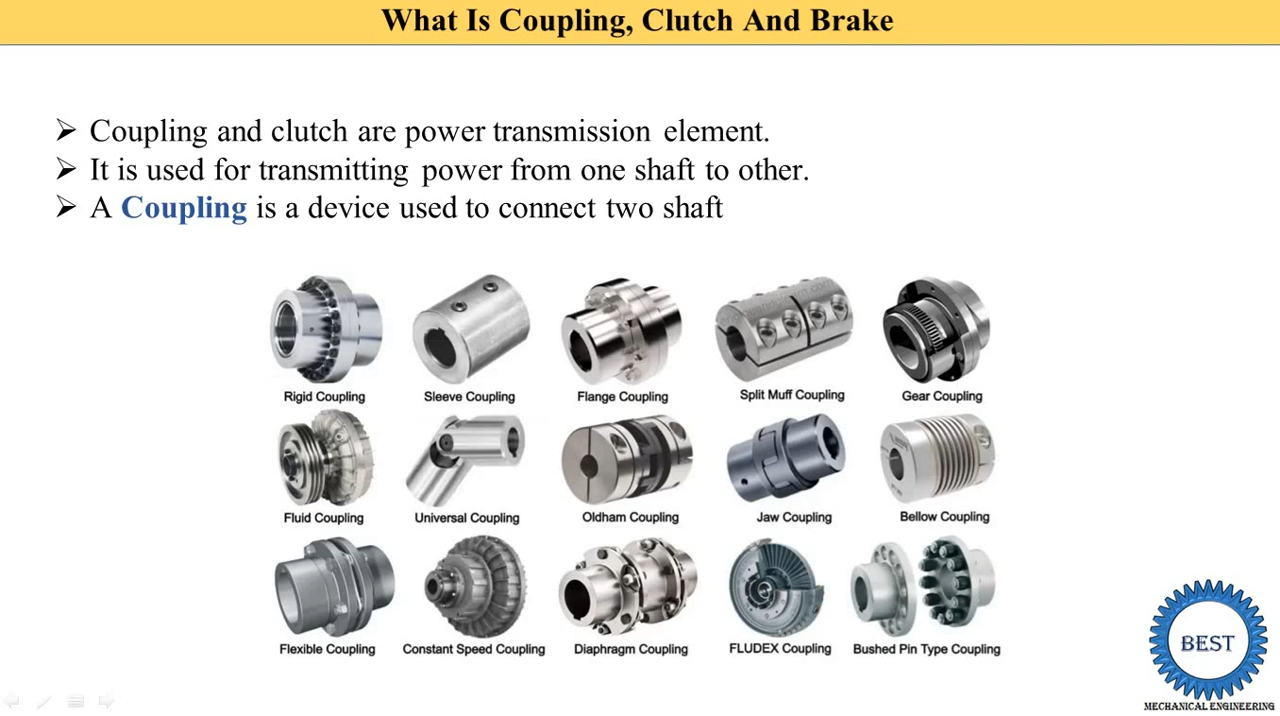 What Is Coupling, Clutch And Brake
➢ Coupling and clutch are power transmission element.
➢ It is used for transmitting power from one shaft to other.
➢ A Coupling is a device used to connect two shaft
Rigid Coupling
Sleeve Coupling
Flange Coupling
Split Muff Coupling
Gear Coupling
Fluid Coupling
Universal Coupling
Oldham Coupling
Jaw Coupling
Bellow Coupling
Flexible Coupling
Constant Speed Coupling
Diaphragm Coupling
FLUDEX Coupling
Bushed Pin Type Coupling
BEST
MECHANICAL ENGINEERING